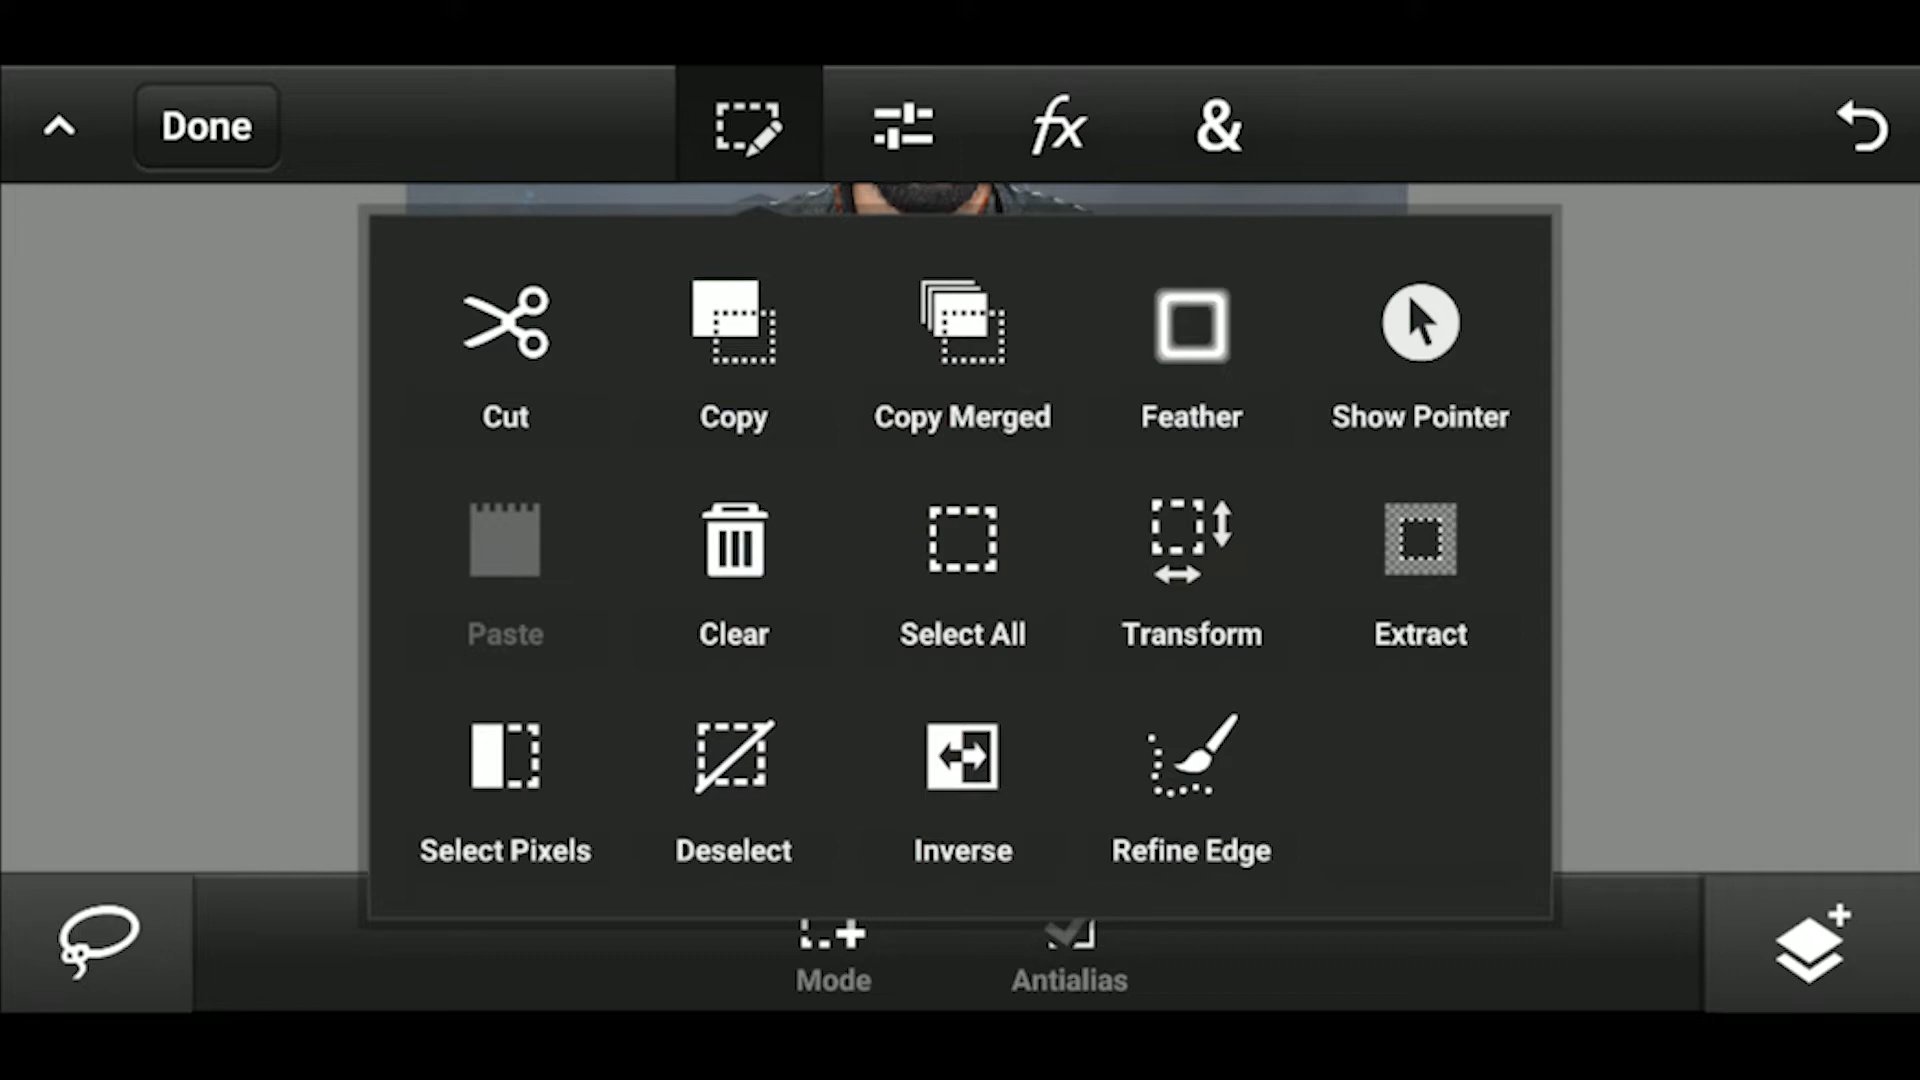 Done
fx
&
Cut
Copy
Copy Merged
Feather
Show Pointer
Paste
Clear
Select All
Transform
Extract
Select Pixels
Deselect
Inverse
Refine Edge
Mode
Antialias